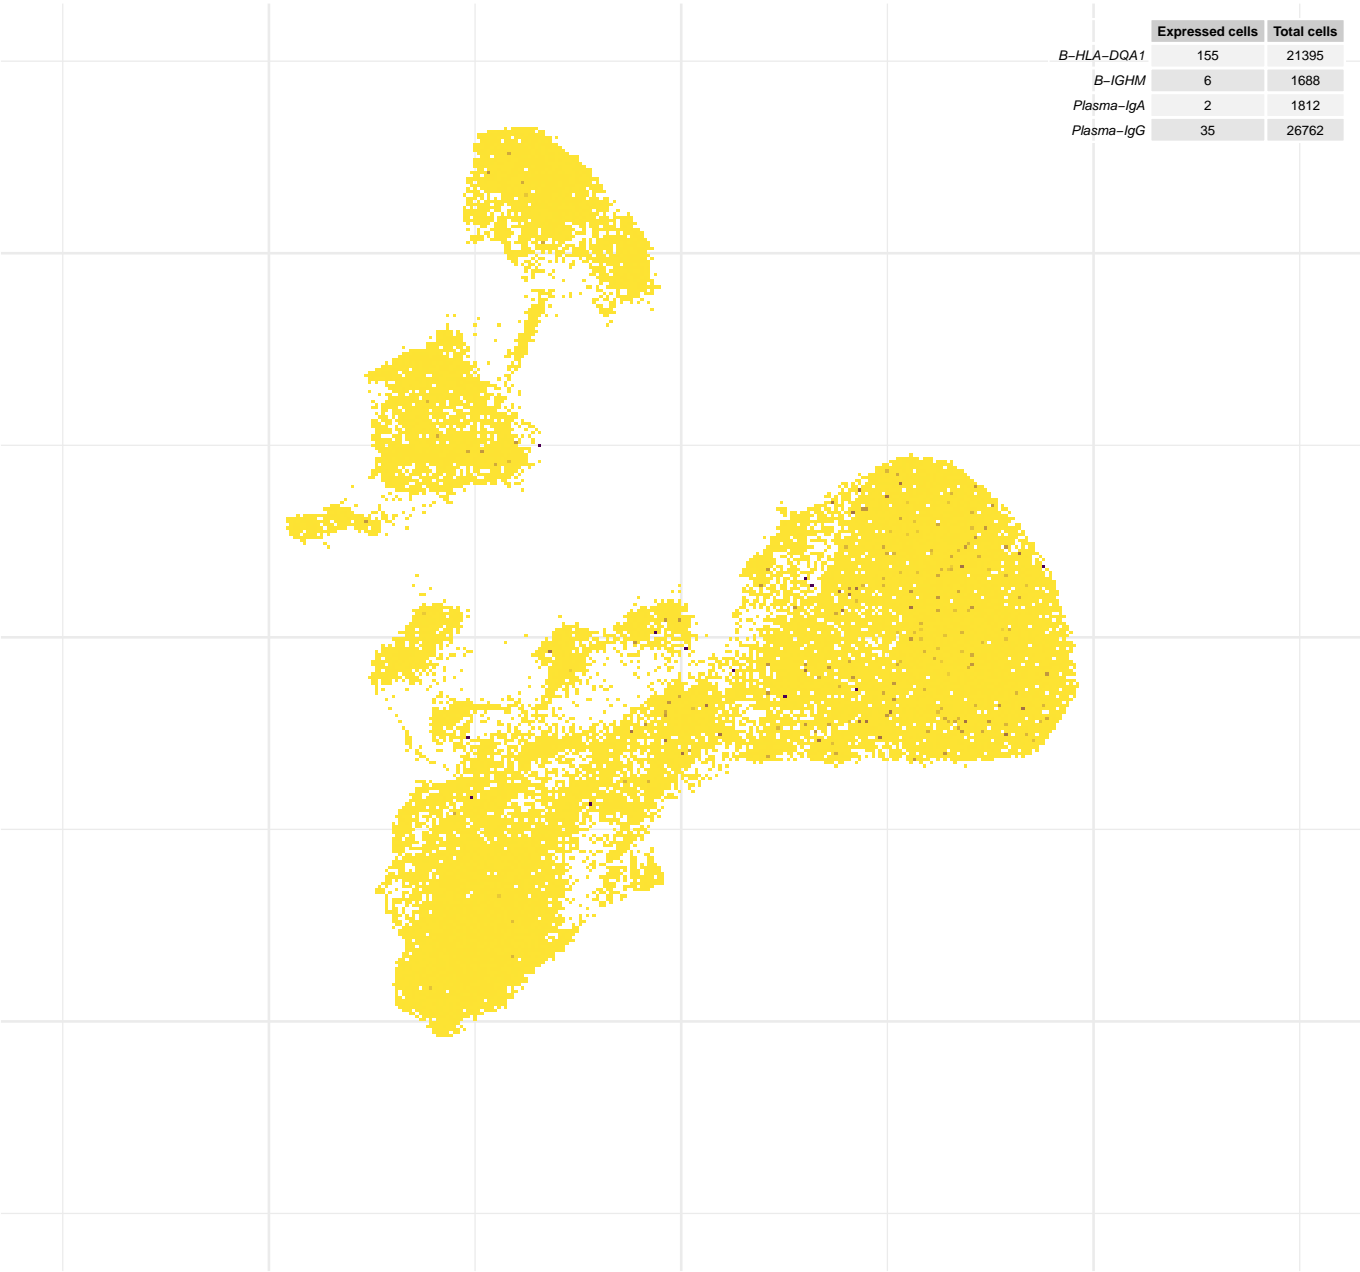 Expressed cells Total cells
B−HLA−DQA1 155 21395
B−IGHM 6 1688
Plasma−IgA 2 1812
Plasma−IgG 35 26762